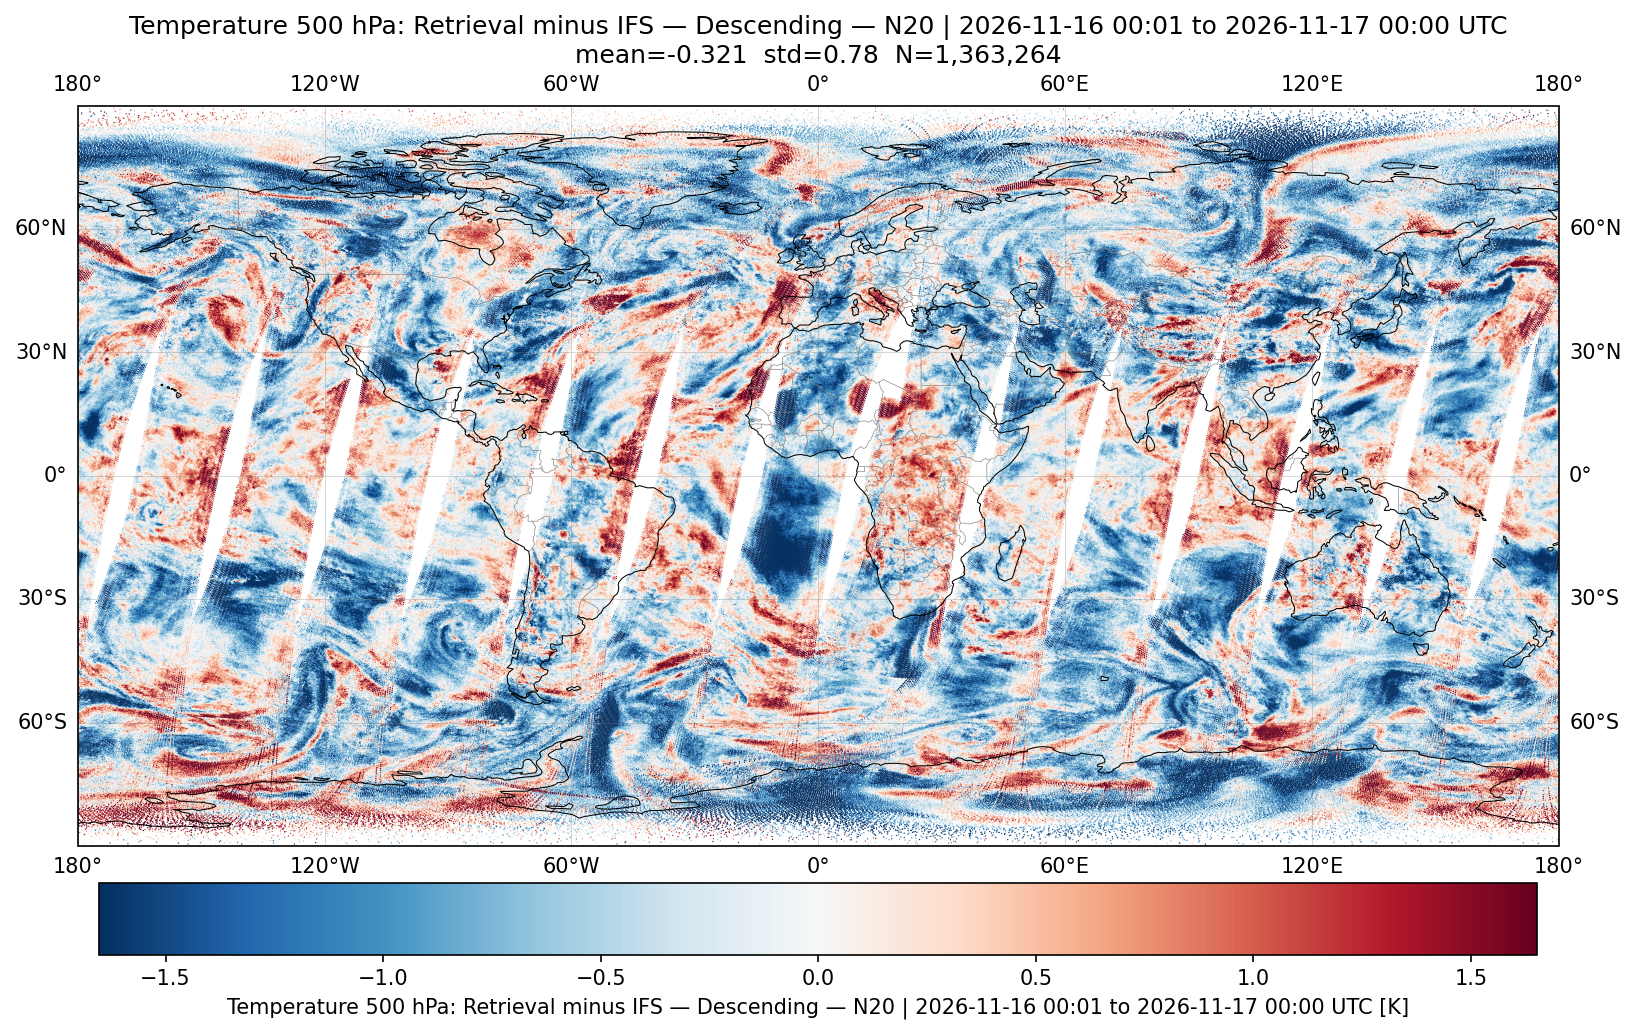 Temperature 500 hPa: Retrieval minus IFS — Descending — N20 | 2026-11-16 00:01 to 2026-11-17 00:00 UTC
mean=-0.321 std=0.78 N=1,363,264
180° 120°W 60°W 0° 60°E 120°E 180°
60°N 60°N
30°N 30°N
0° 0°
30°S 30°S
60°S 60°S
180° 120°W 60°W 0° 60°E 120°E 180°
−1.5 −1.0 −0.5 0.0 0.5 1.0 1.5
Temperature 500 hPa: Retrieval minus IFS — Descending — N20 | 2026-11-16 00:01 to 2026-11-17 00:00 UTC [K]